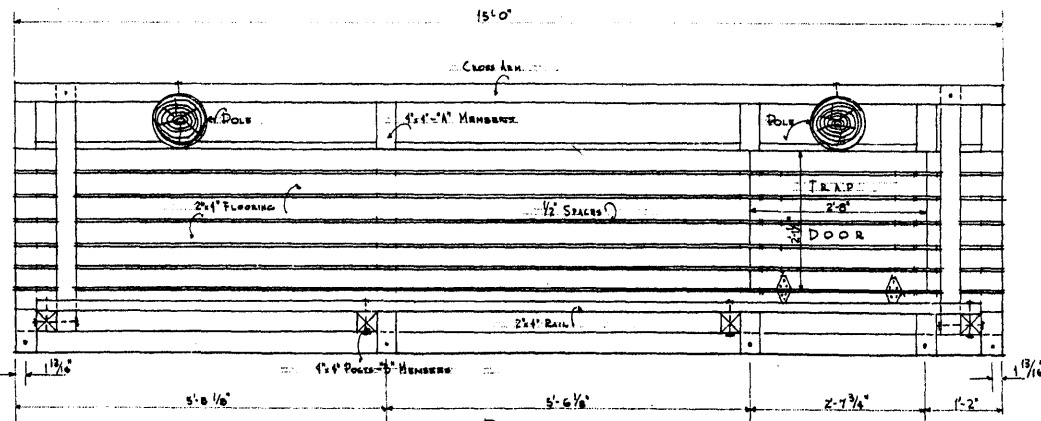 15'-0"
CROSS ARM
POLE
4"x4"-"A" MEMBERS
POLE
TRAP
2"x4" FLOORING
1/2" SPACES
2'-8"
DOOR
2"x4" RAIL
1 13/16"
4"x4" POSTS-"B" MEMBERS
1 13/16"
5'-8 1/8"
5'-6 1/8"
2'-7 3/4"
1'-2"